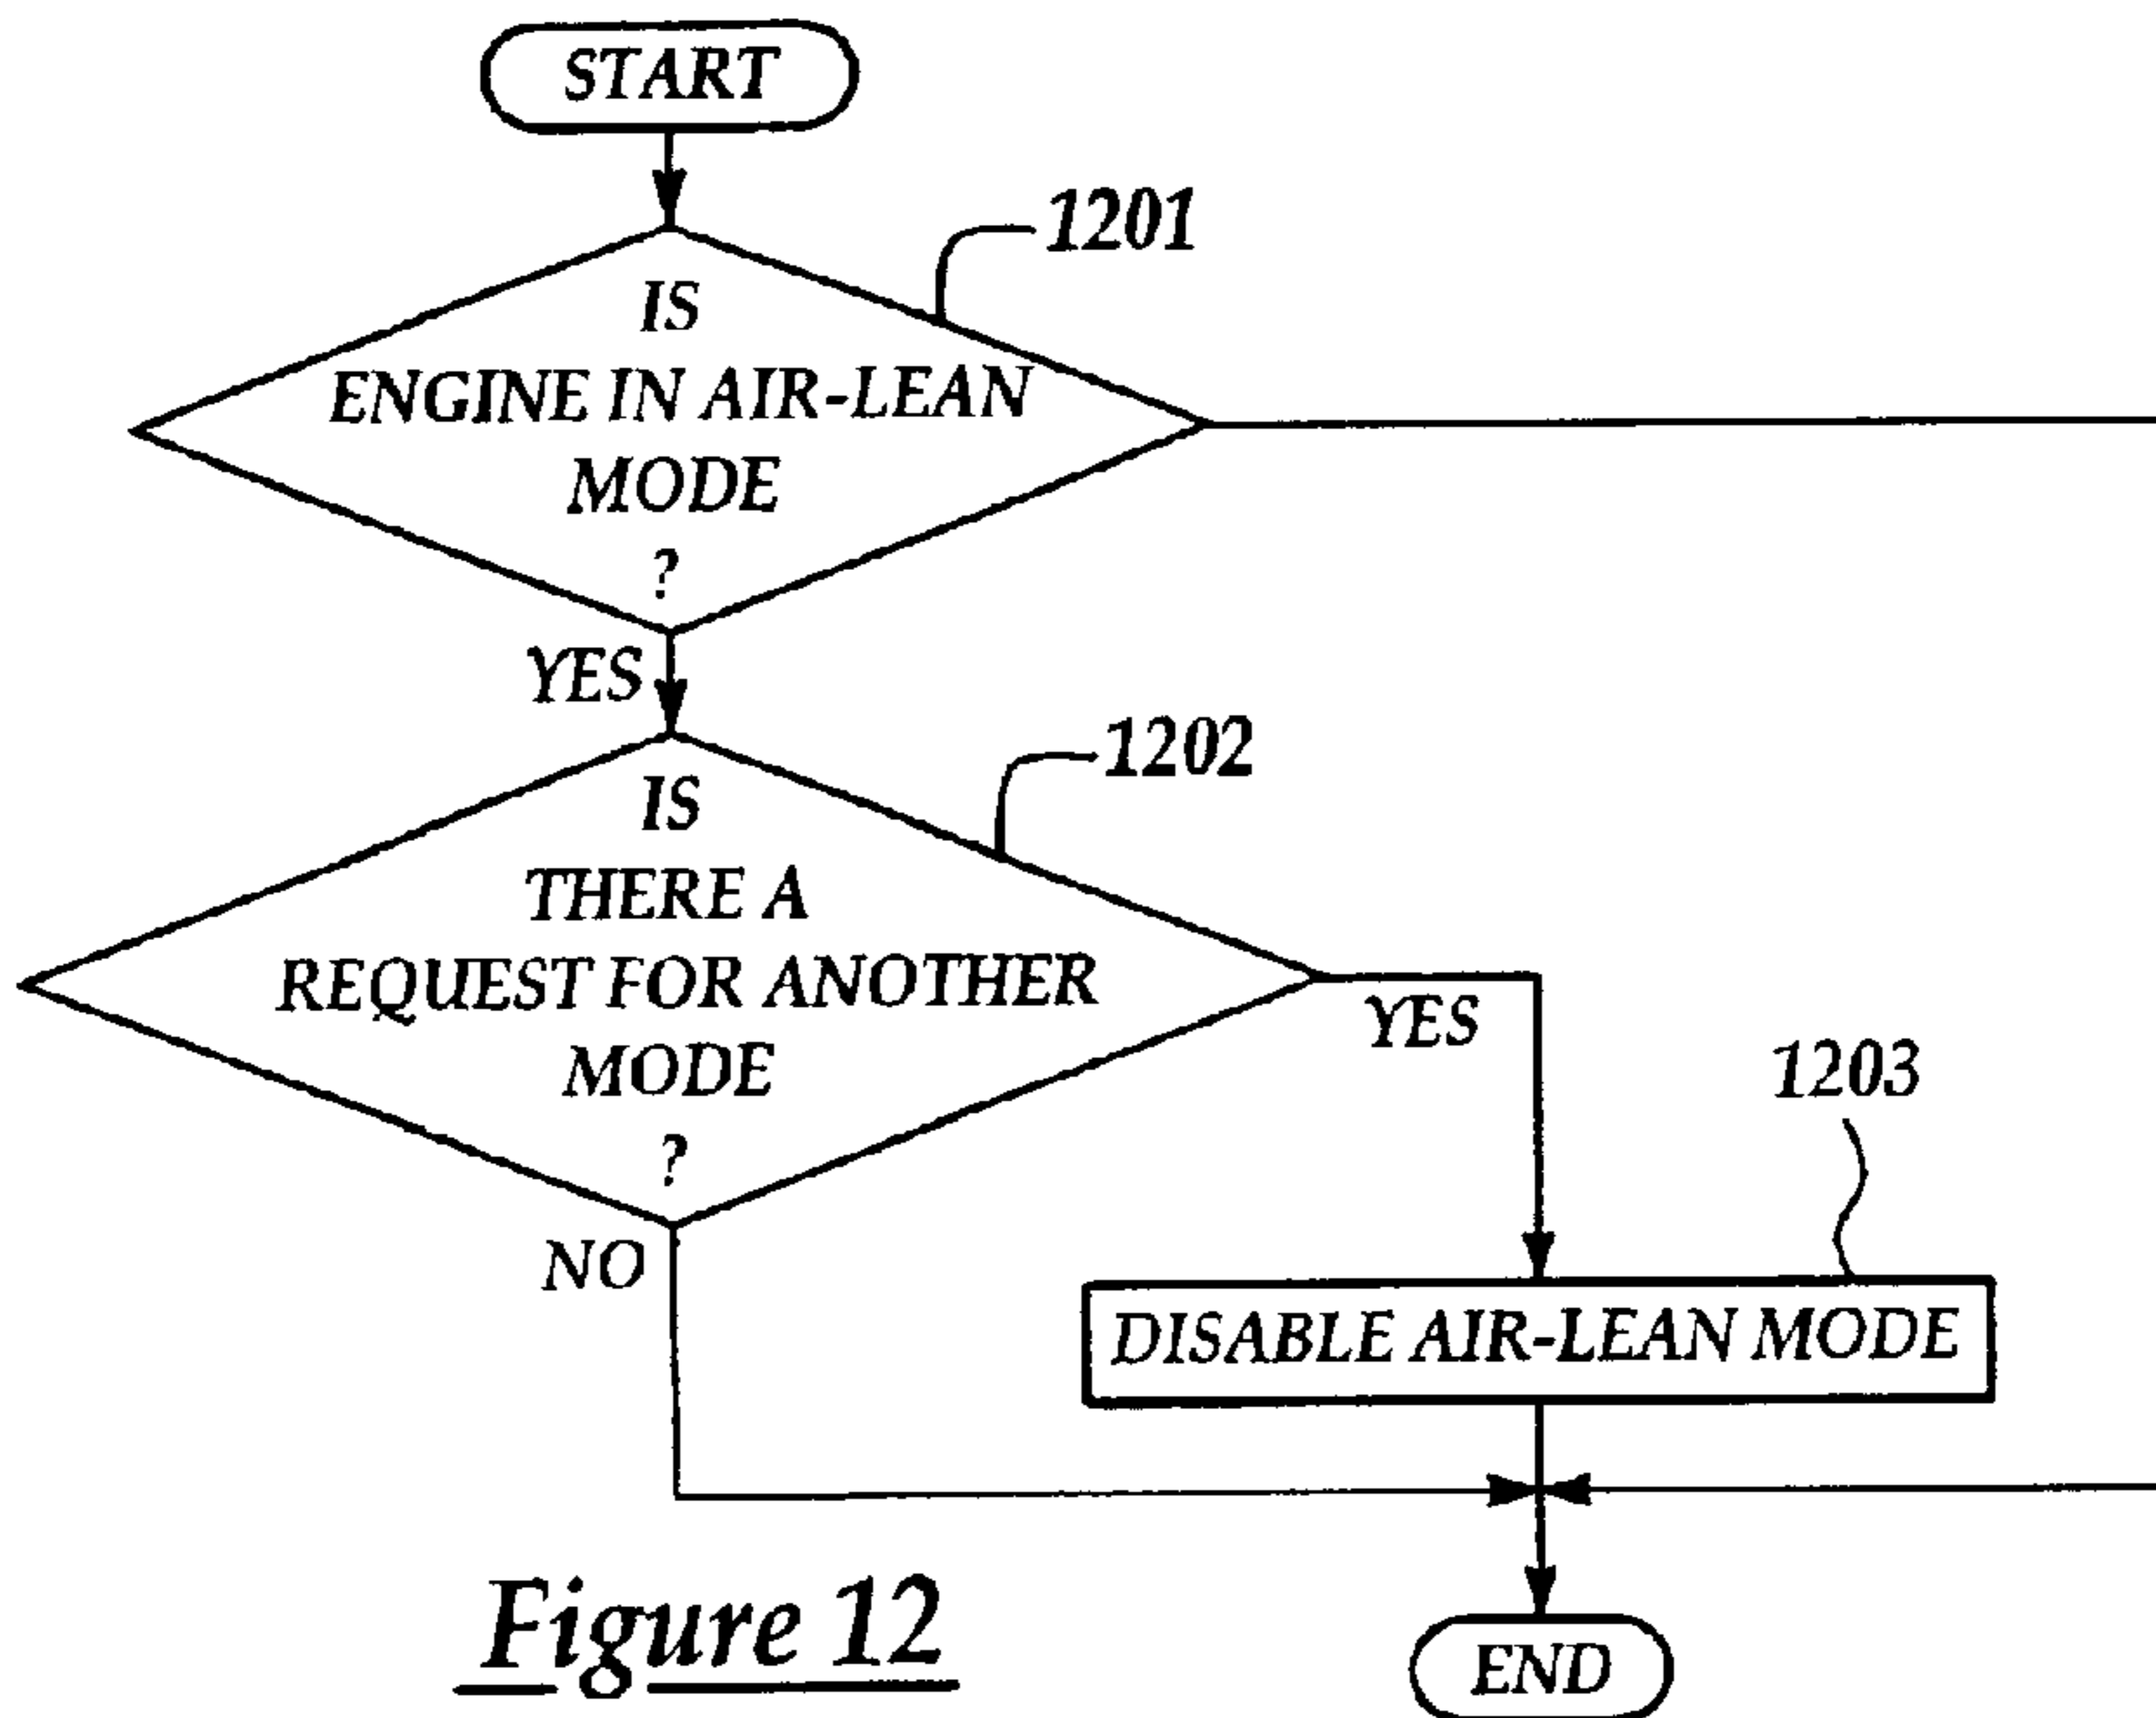 START
1201
IS
ENGINE IN AIR-LEAN
MODE
?
YES
1202
IS
THERE A
REQUEST FOR ANOTHER
MODE
?
YES
1203
NO
DISABLE AIR-LEAN MODE
Figure 12
END